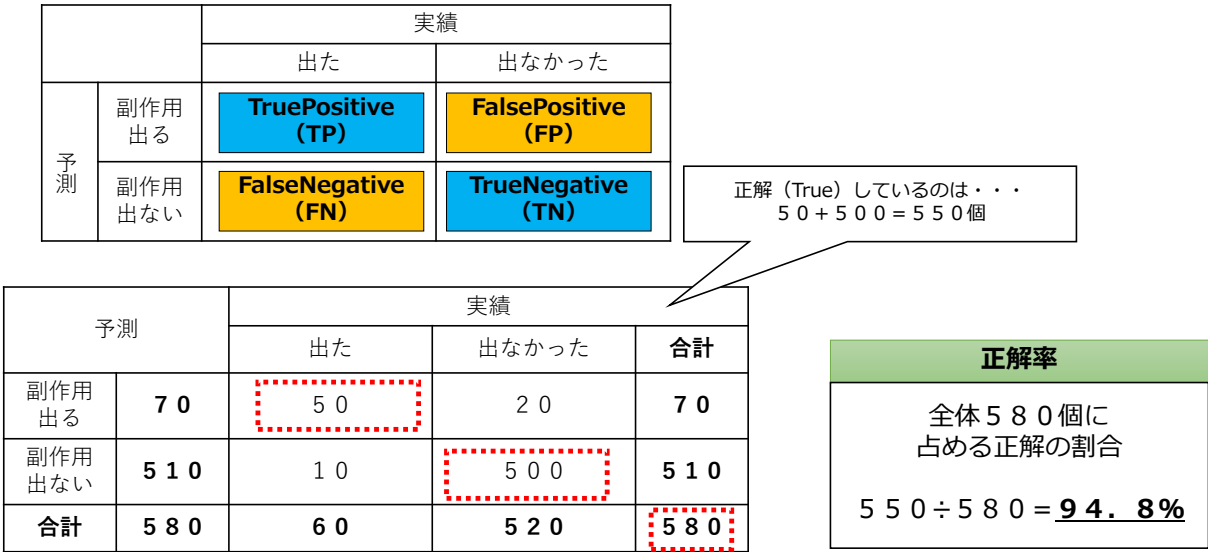 実績
出た 出なかった
予測
副作用
出る
TruePositive
（TP）
FalsePositive
（FP）
副作用
出ない
FalseNegative
（FN）
TrueNegative
（TN）
正解（True）しているのは・・・
５０＋５００＝５５０個
予測 実績
出た 出なかった 合計
副作用
出る
７０ ５０ ２０ ７０
副作用
出ない
５１０ １０ ５００ ５１０
合計 ５８０ ６０ ５２０ ５８０
正解率
全体５８０個に
占める正解の割合
５５０÷５８０＝９４．８％